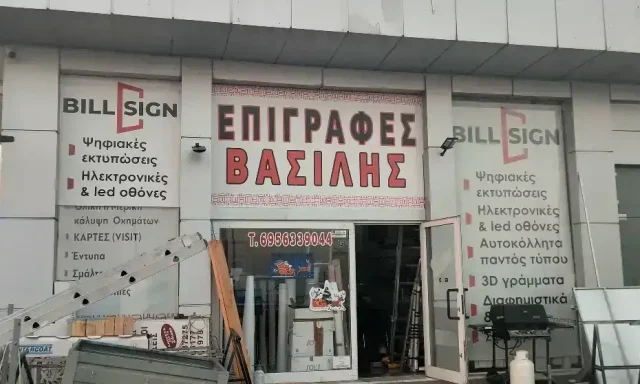 BILL SIGN
Ψηφιακές
εκτυπώσεις
Ηλεκτρονικές
& led οθόνες
κάλυψη Οχημάτων
ΚΑΡΤΕΣ (VISIT)
Έντυπα
ΕΠΙΓΡΑΦΕΣ
ΒΑΣΙΛΗΣ
Τ. 6956339044
BILL SIGN
Ψηφιακές
εκτυπώσεις
Ηλεκτρονικές
& led οθόνες
Αυτοκόλλητα
παντός τύπου
3D γράμματα
Διαφημιστικά
&